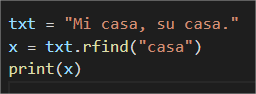 txt = "Mi casa, su casa."
x = txt.rfind("casa")
print(x)